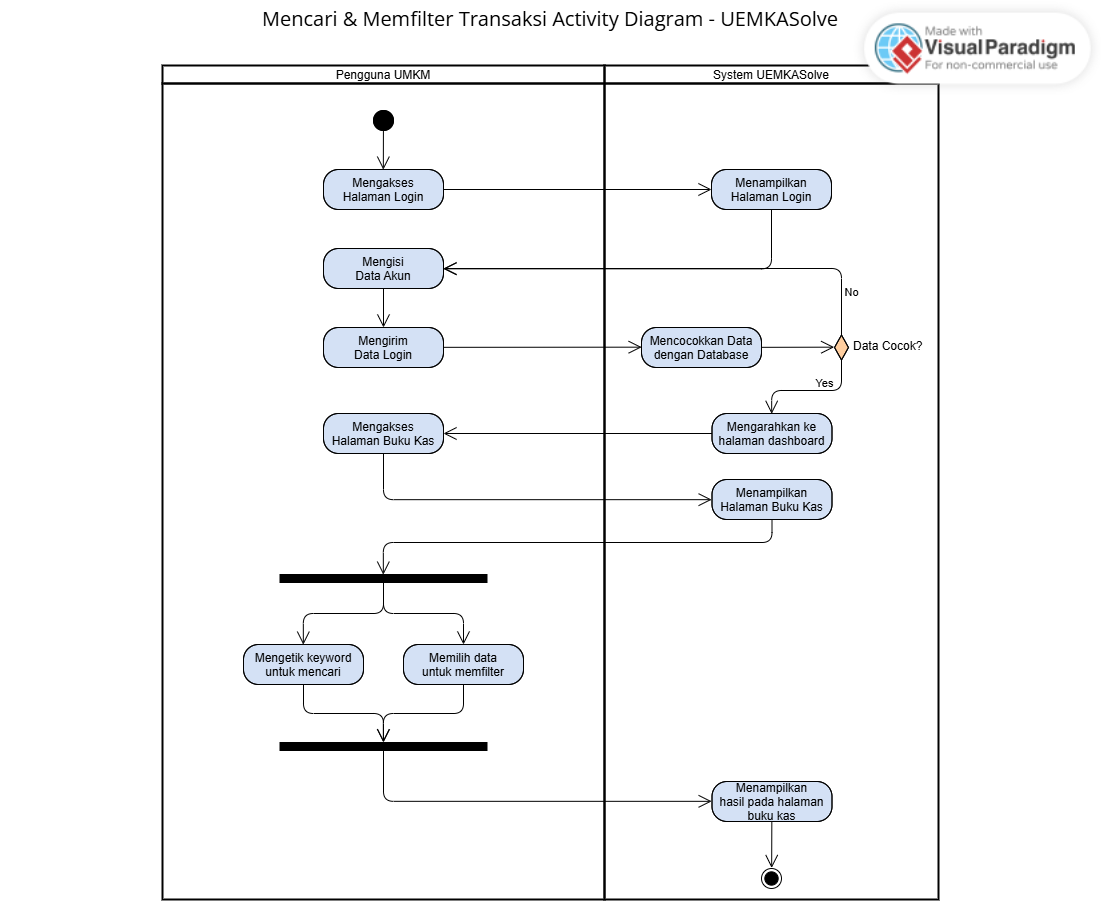 Mencari & Memfilter Transaksi Activity Diagram - UEMKASolve
Made with
VisualParadigm
For non-commercial use
Pengguna UMKM
System UEMKASolve
Mengakses
Halaman Login
Menampilkan
Halaman Login
Mengisi
Data Akun
No
Mengirim
Data Login
Mencocokkan Data
dengan Database
Data Cocok?
Yes
Mengakses
Halaman Buku Kas
Mengarahkan ke
halaman dashboard
Menampilkan
Halaman Buku Kas
Mengetik keyword
untuk mencari
Memilih data
untuk memfilter
Menampilkan
hasil pada halaman
buku kas